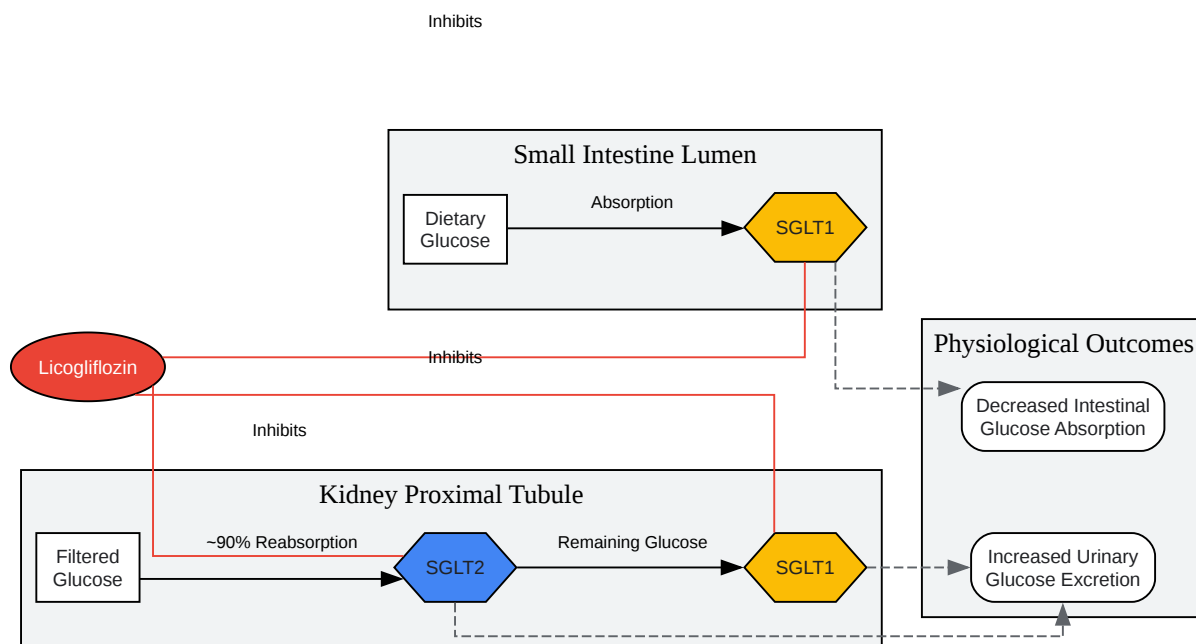 Inhibits
Small Intestine Lumen
Absorption
Dietary
Glucose
SGLT1
Physiological Outcomes
Licogliflozin
Inhibits
Decreased Intestinal
Glucose Absorption
Inhibits
Kidney Proximal Tubule
~90% Reabsorption
Remaining Glucose
Filtered
Glucose
SGLT2
SGLT1
Increased Urinary
Glucose Excretion